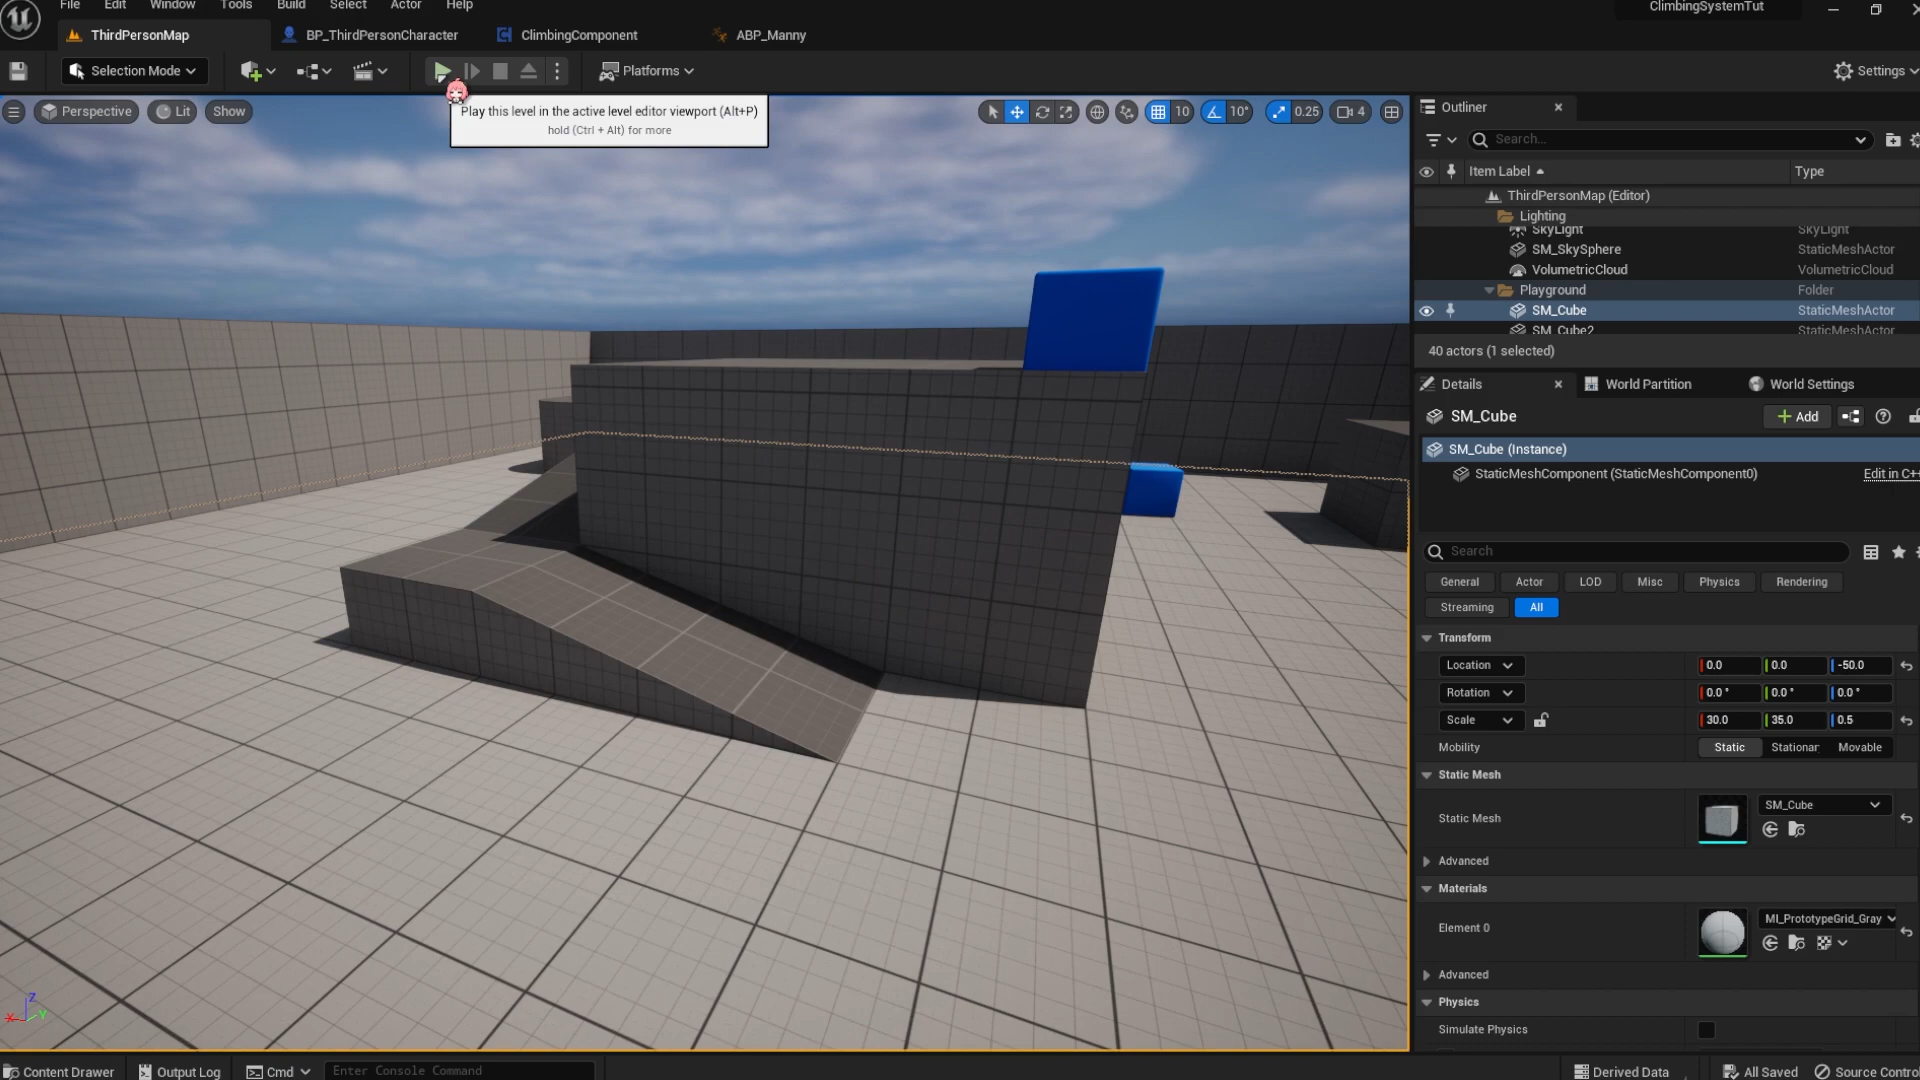 File Edit Window Tools Build Select Actor Help
ClimbingSystemTut
ThirdPersonMap
BP_ThirdPersonCharacter
ClimbingComponent
ABP_Manny
Selection Mode
Platforms
Settings
Perspective
Lit
Show
Play this level in the active level editor viewport (Alt+P)
hold (Ctrl + Alt) for more
10
10°
0.25
4
Outliner
Search...
Item Label
Type
ThirdPersonMap (Editor)
Lighting
SkyLight SkyLight
SM_SkySphere StaticMeshActor
VolumetricCloud VolumetricCloud
Playground Folder
SM_Cube StaticMeshActor
SM_Cube2 StaticMeshActor
40 actors (1 selected)
Details
World Partition
World Settings
SM_Cube
Add
SM_Cube (Instance)
StaticMeshComponent (StaticMeshComponent0)
Edit in C++
Search
General Actor LOD Misc Physics Rendering
Streaming All
Transform
Location 0.0 0.0 -50.0
Rotation 0.0° 0.0° 0.0°
Scale 30.0 35.0 0.5
Mobility Static Stationar Movable
Static Mesh
Static Mesh SM_Cube
Advanced
Materials
Element 0 MI_PrototypeGrid_Gray
Advanced
Physics
Simulate Physics
Z
X
Y
Content Drawer
Output Log
Cmd
Enter Console Command
Derived Data
All Saved
Source Contro